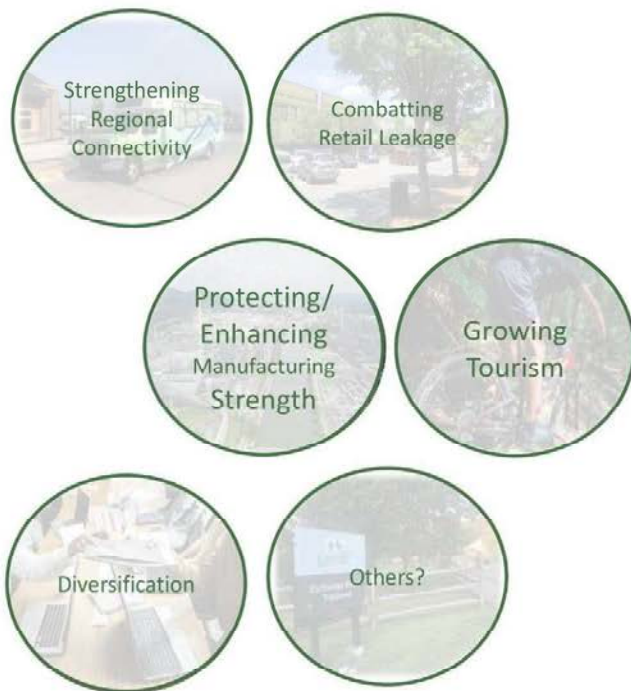 Strengthening
Regional
Connectivity
Combatting
Retail Leakage
Protecting/
Enhancing
Manufacturing
Strength
Growing
Tourism
Diversification
Others?